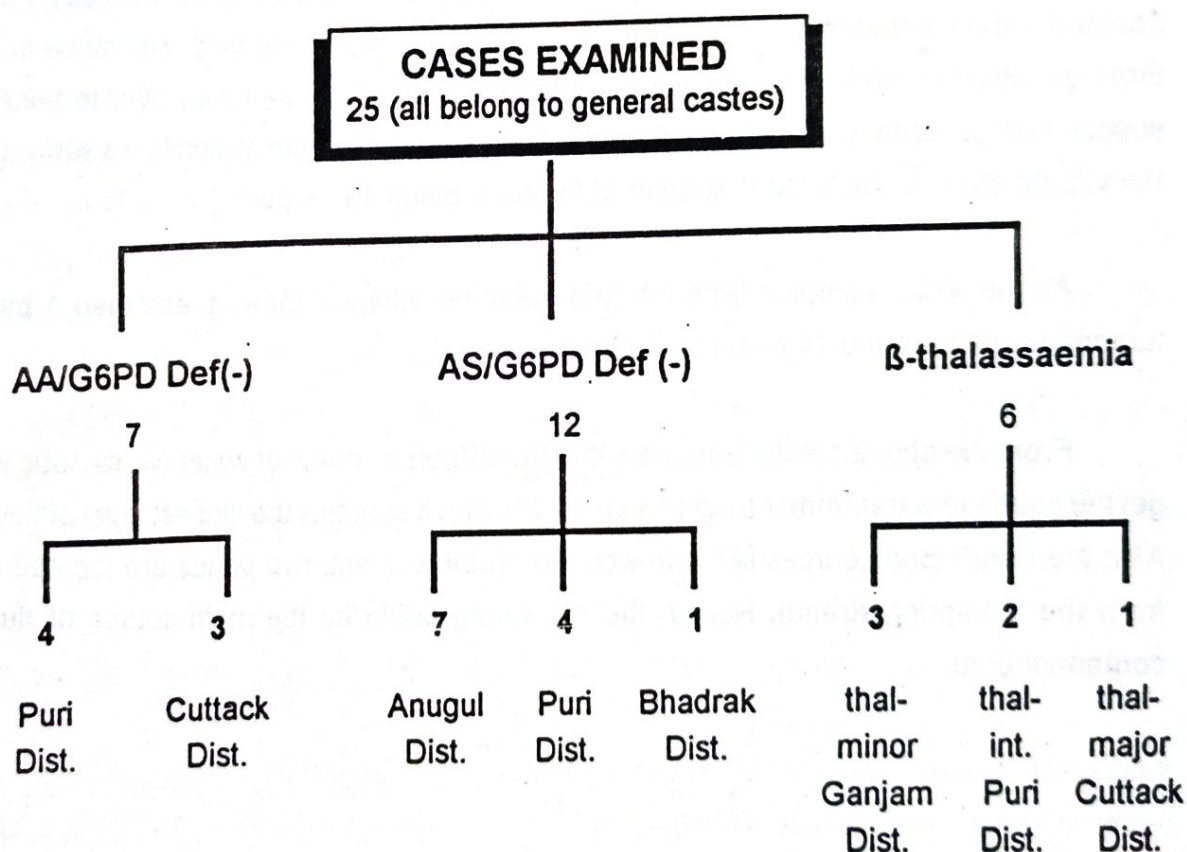 CASES EXAMINED
25 (all belong to general castes)
AA/G6PD Def(-)
7
AS/G6PD Def (-)
12
ß-thalassaemia
6
4
3
7
4
1
3
2
1
Puri
Dist.
Cuttack
Dist.
Anugul
Dist.
Puri
Dist.
Bhadrak
Dist.
thal-
minor
Ganjam
Dist.
thal-
int.
Puri
Dist.
thal-
major
Cuttack
Dist.